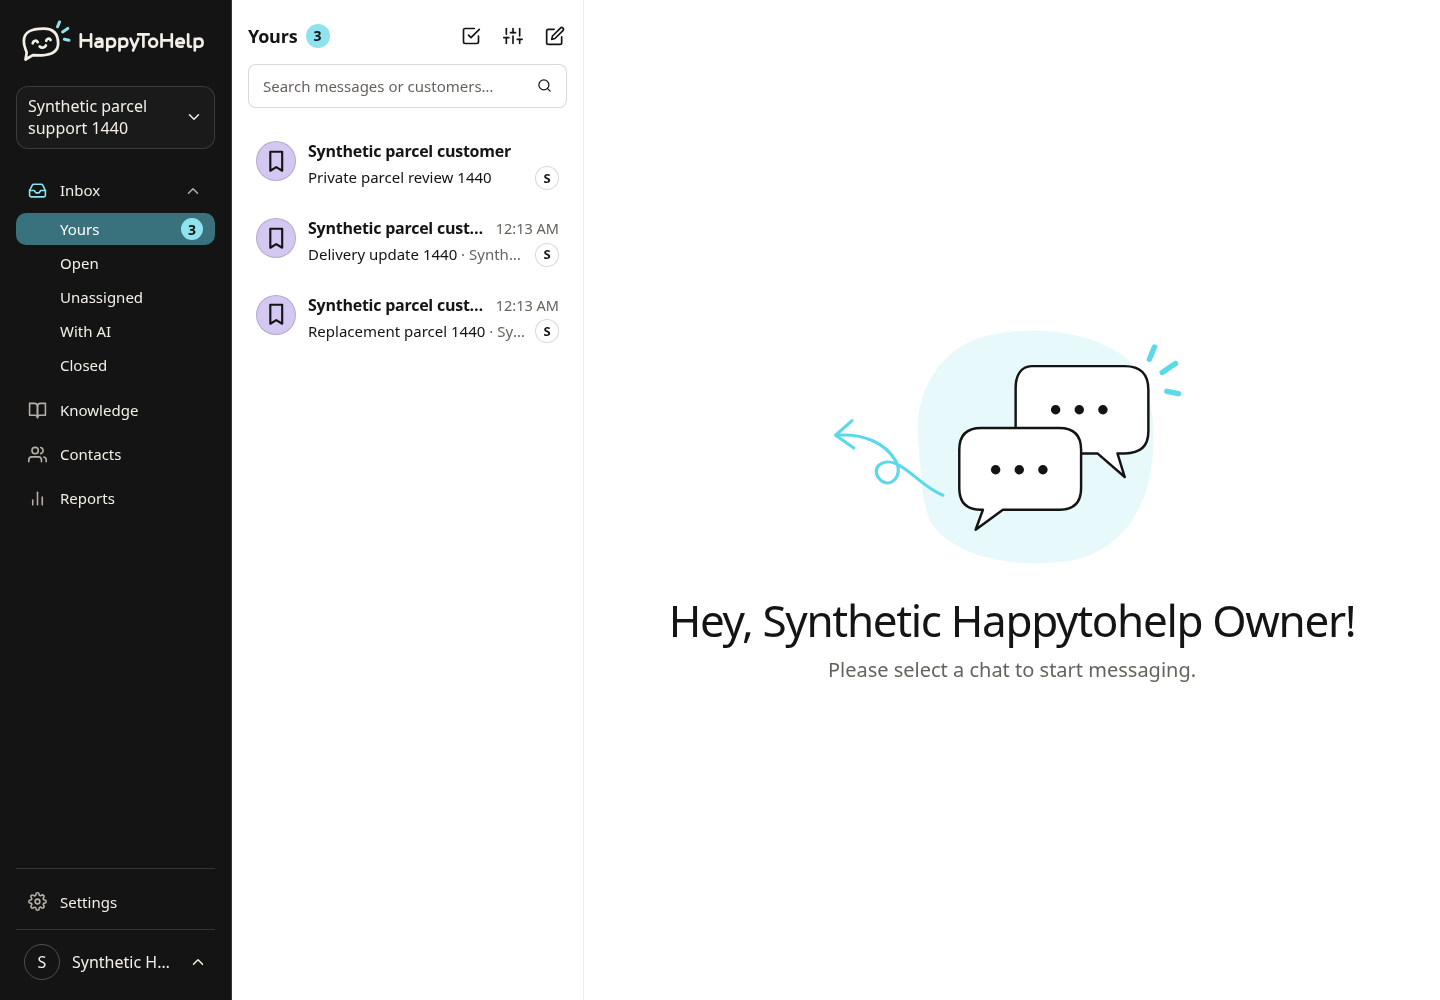 HappyToHelp
Synthetic parcel
support 1440
Inbox
Yours 3
Open
Unassigned
With AI
Closed
Knowledge
Contacts
Reports
Settings
S Synthetic H...
Yours 3
Search messages or customers...
Synthetic parcel customer
Private parcel review 1440 S
Synthetic parcel cust... 12:13 AM
Delivery update 1440 · Synth... S
Synthetic parcel cust... 12:13 AM
Replacement parcel 1440 · Sy... S
Hey, Synthetic Happytohelp Owner!
Please select a chat to start messaging.